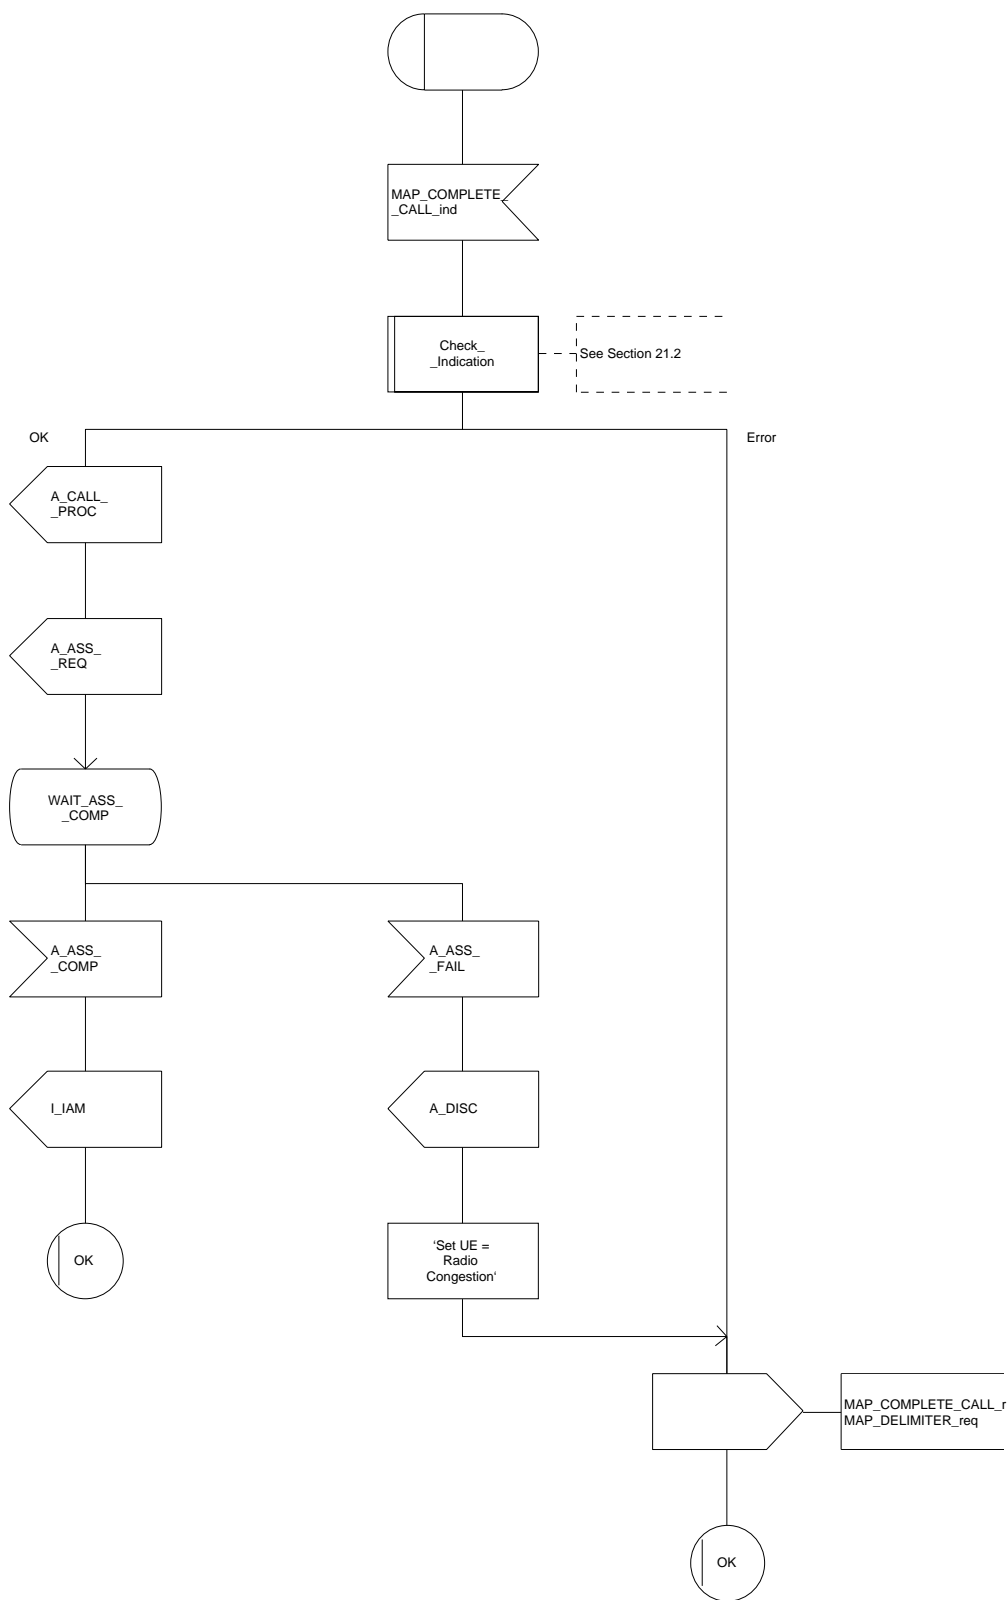 MAP_COMPLETE_
_CALL_ind
Check_
_Indication
See Section 21.2
OK
Error
A_CALL_
_PROC
A_ASS_
_REQ
WAIT_ASS_
_COMP
A_ASS_
_COMP
A_ASS_
_FAIL
I_IAM
A_DISC
OK
‘Set UE =
Radio
Congestion‘
MAP_COMPLETE_CALL_r
MAP_DELIMITER_req
OK